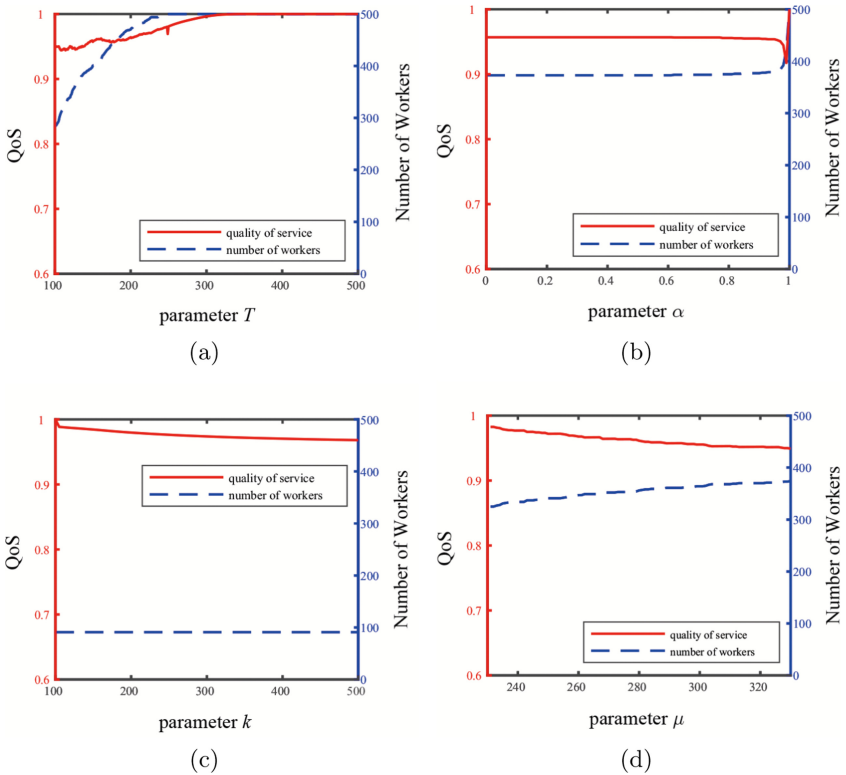 1
0.9
0.8
0.7
0.6
QoS
500
400
300
200
100
0
Number of Workers
quality of service
number of workers
100 200 300 400 500
parameter T
(a)
1
0.9
0.8
0.7
0.6
QoS
500
400
300
200
100
0
Number of Workers
quality of service
number of workers
0 0.2 0.4 0.6 0.8 1
parameter α
(b)
1
0.9
0.8
0.7
0.6
QoS
500
400
300
200
100
0
Number of Workers
quality of service
number of workers
100 200 300 400 500
parameter k
(c)
1
0.9
0.8
0.7
0.6
QoS
500
400
300
200
100
0
Number of Workers
quality of service
number of workers
240 260 280 300 320
parameter μ
(d)